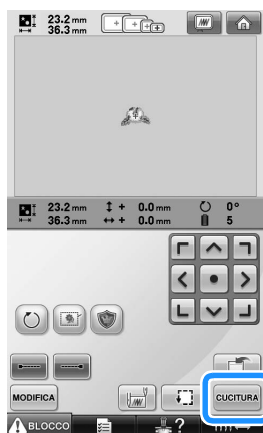 23.2 mm
36.3 mm
23.2 mm + 0.0 mm 0°
36.3 mm + 0.0 mm 5
MODIFICA
CUCITURA
BLOCCO ?